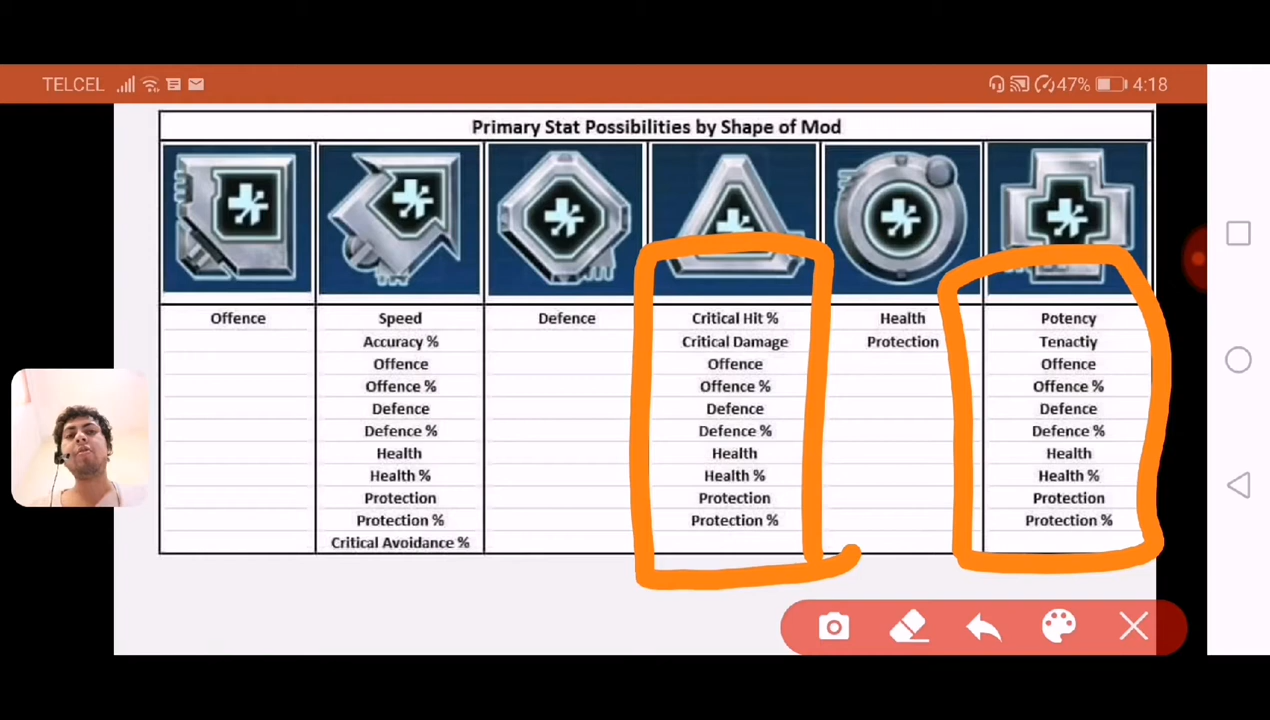 TELCEL 47% 4:18
Primary Stat Possibilities by Shape of Mod
Offence Speed Defence Critical Hit % Health Potency
Accuracy % Critical Damage Protection Tenactiy
Offence Offence Offence
Offence % Offence % Offence %
Defence Defence Defence
Defence % Defence % Defence %
Health Health Health
Health % Health % Health %
Protection Protection Protection
Protection % Protection % Protection %
Critical Avoidance %